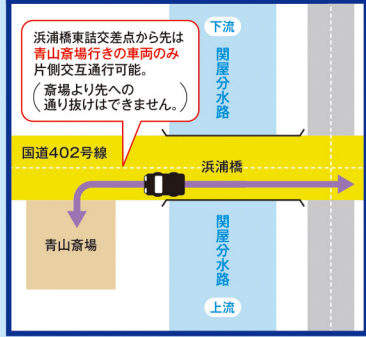 浜浦橋東詰交差点から先は
青山斎場行きの車両のみ
片側交互通行可能。
(斎場より先への
通り抜けはできません。)
下流
関屋分水路
国道402号線
浜浦橋
青山斎場
関屋分水路
上流